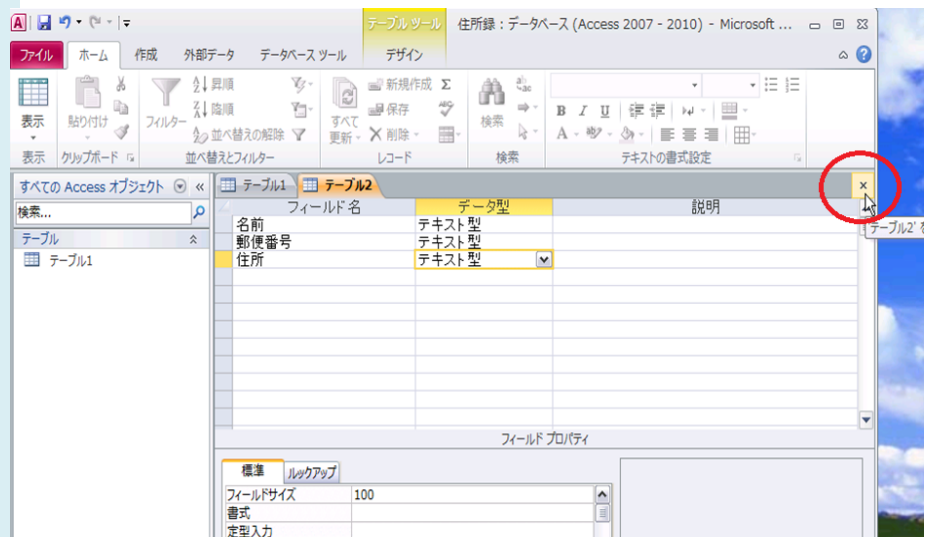 テーブル ツール 住所録 : データベース (Access 2007 - 2010) - Microsoft ...
ファイル ホーム 作成 外部データ データベース ツール デザイン
表示
貼り付け
フィルター
昇順
降順
並べ替えの解除
すべて更新
新規作成
保存
削除
検索
表示 クリップボード 並べ替えとフィルター レコード 検索 テキストの書式設定
すべての Access オブジェクト
検索...
テーブル
テーブル1
テーブル1 テーブル2
フィールド名 データ型 説明
名前 テキスト型
郵便番号 テキスト型
住所 テキスト型
テーブル2' を
フィールド プロパティ
標準 ルックアップ
フィールドサイズ 100
書式
定型入力